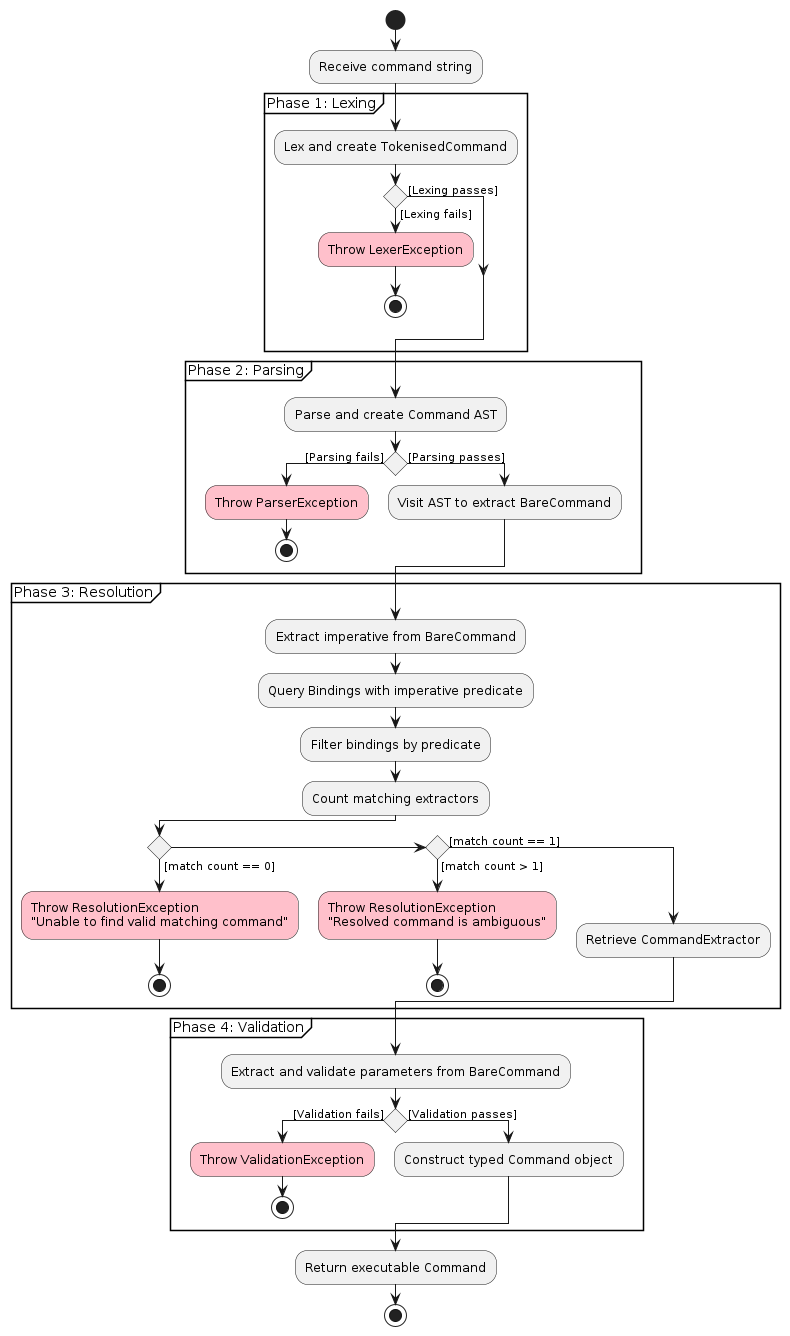 Receive command string
Phase 1: Lexing
Lex and create TokenisedCommand
[Lexing passes]
[Lexing fails]
Throw LexerException
Phase 2: Parsing
Parse and create Command AST
[Parsing fails]
[Parsing passes]
Throw ParserException
Visit AST to extract BareCommand
Phase 3: Resolution
Extract imperative from BareCommand
Query Bindings with imperative predicate
Filter bindings by predicate
Count matching extractors
[match count == 1]
[match count == 0]
[match count > 1]
Throw ResolutionException
"Unable to find valid matching command"
Throw ResolutionException
"Resolved command is ambiguous"
Retrieve CommandExtractor
Phase 4: Validation
Extract and validate parameters from BareCommand
[Validation fails]
[Validation passes]
Throw ValidationException
Construct typed Command object
Return executable Command